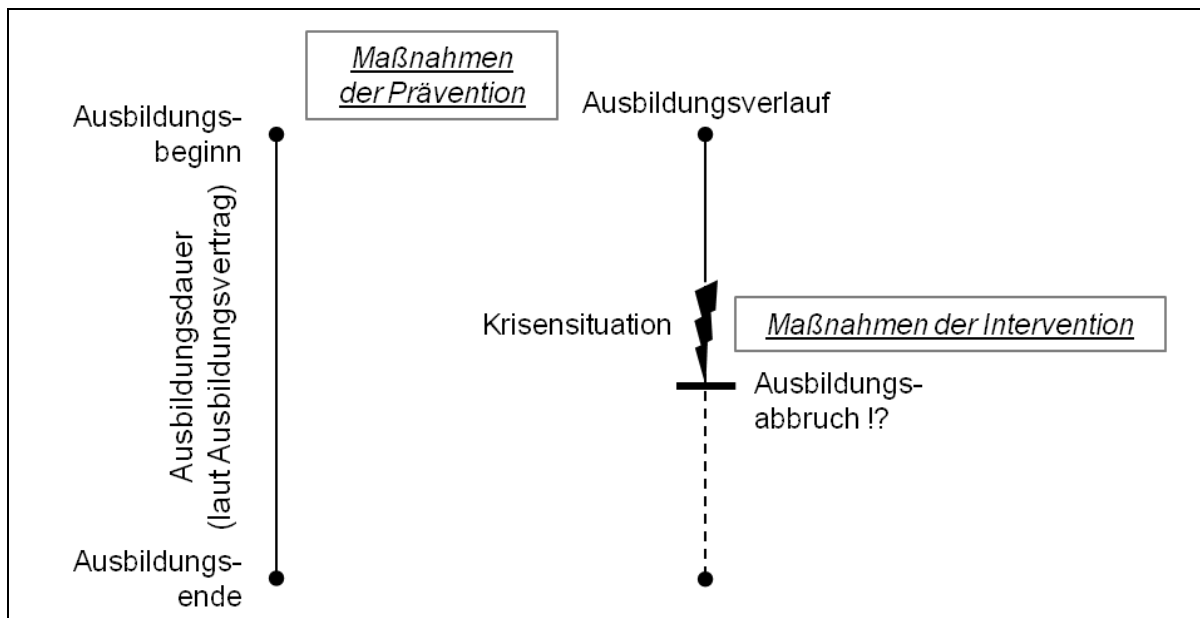 Maßnahmen
der Prävention
Ausbildungs-
beginn
Ausbildungsverlauf
Ausbildungsdauer
(laut Ausbildungsvertrag)
Krisensituation
Maßnahmen der Intervention
Ausbildungs-
abbruch !?
Ausbildungs-
ende